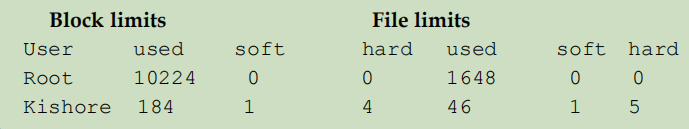 Block limits File limits
User used soft hard used soft hard
Root 10224 0 0 1648 0 0
Kishore 184 1 4 46 1 5